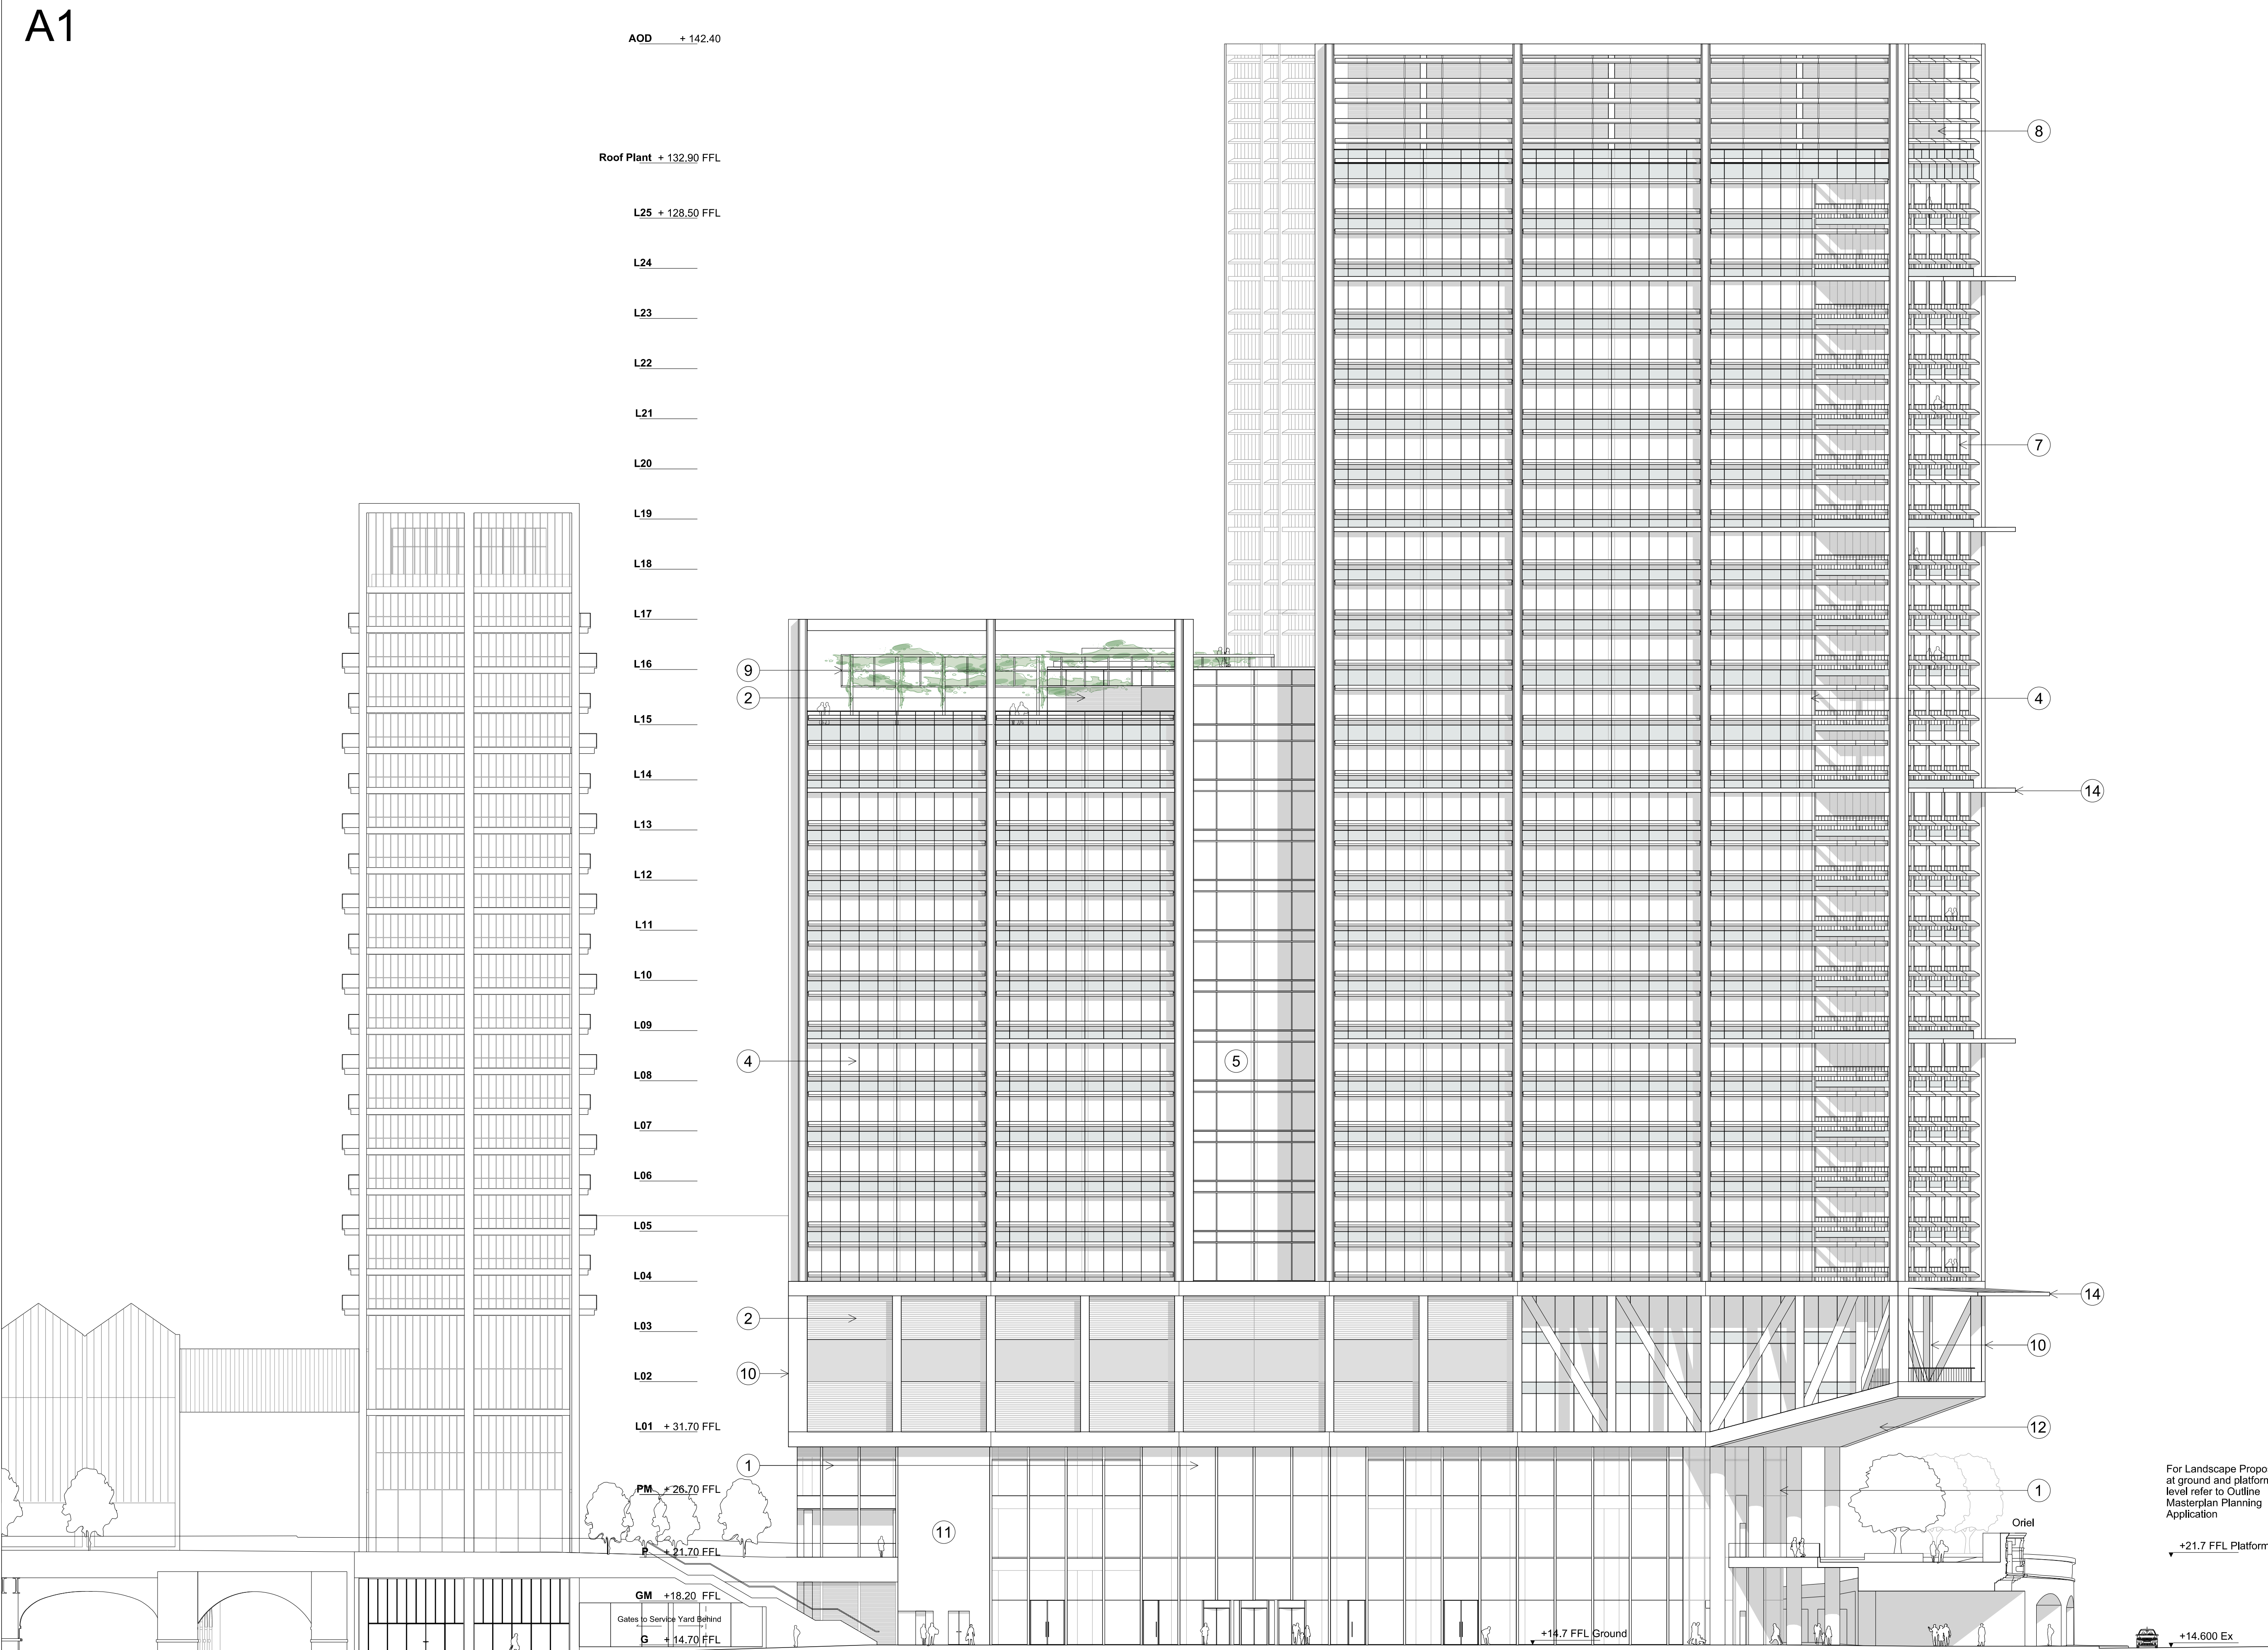 A1
AOD + 142.40
Roof Plant + 132.90 FFL
8
L25 + 128.50 FFL
L24
L23
L22
L21
7
L20
L19
L18
L17
L16
9
2
4
L15
L14
14
L13
L12
L11
L10
L09
4
5
L08
L07
L06
L05
L04
14
2
L03
10
10
L02
L01 + 31.70 FFL
12
1
PM + 26.70 FFL
1
For Landscape Propo
at ground and platform
level refer to Outline
Masterplan Planning
Application
11
Oriel
P + 21.70 FFL
+21.7 FFL Platform
GM +18.20 FFL
Gates to Service Yard Behind
G + 14.70 FFL
+14.7 FFL Ground
+14.600 Ex